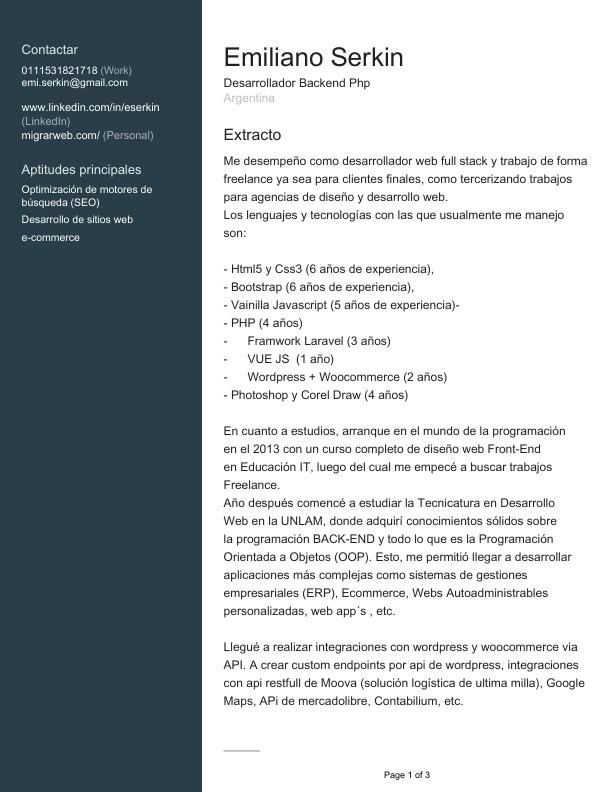 Contactar
0111531821718 (Work)
emi.serkin@gmail.com
www.linkedin.com/in/eserkin
(LinkedIn)
migrarweb.com/ (Personal)
Aptitudes principales
Optimización de motores de
búsqueda (SEO)
Desarrollo de sitios web
e-commerce
Emiliano Serkin
Desarrollador Backend Php
Argentina
Extracto
Me desempeño como desarrollador web full stack y trabajo de forma
freelance ya sea para clientes finales, como tercerizando trabajos
para agencias de diseño y desarrollo web.
Los lenguajes y tecnologías con las que usualmente me manejo
son:
- Html5 y Css3 (6 años de experiencia),
- Bootstrap (6 años de experiencia),
- Vainilla Javascript (5 años de experiencia)-
- PHP (4 años)
- Framwork Laravel (3 años)
- VUE JS (1 año)
- Wordpress + Woocommerce (2 años)
- Photoshop y Corel Draw (4 años)
En cuanto a estudios, arranque en el mundo de la programación
en el 2013 con un curso completo de diseño web Front-End
en Educación IT, luego del cual me empecé a buscar trabajos
Freelance.
Año después comencé a estudiar la Tecnicatura en Desarrollo
Web en la UNLAM, donde adquirí conocimientos sólidos sobre
la programación BACK-END y todo lo que es la Programación
Orientada a Objetos (OOP). Esto, me permitió llegar a desarrollar
aplicaciones más complejas como sistemas de gestiones
empresariales (ERP), Ecommerce, Webs Autoadministrables
personalizadas, web app´s , etc.
Llegué a realizar integraciones con wordpress y woocommerce via
API. A crear custom endpoints por api de wordpress, integraciones
con api restfull de Moova (solución logística de ultima milla), Google
Maps, APi de mercadolibre, Contabilium, etc.
Page 1 of 3